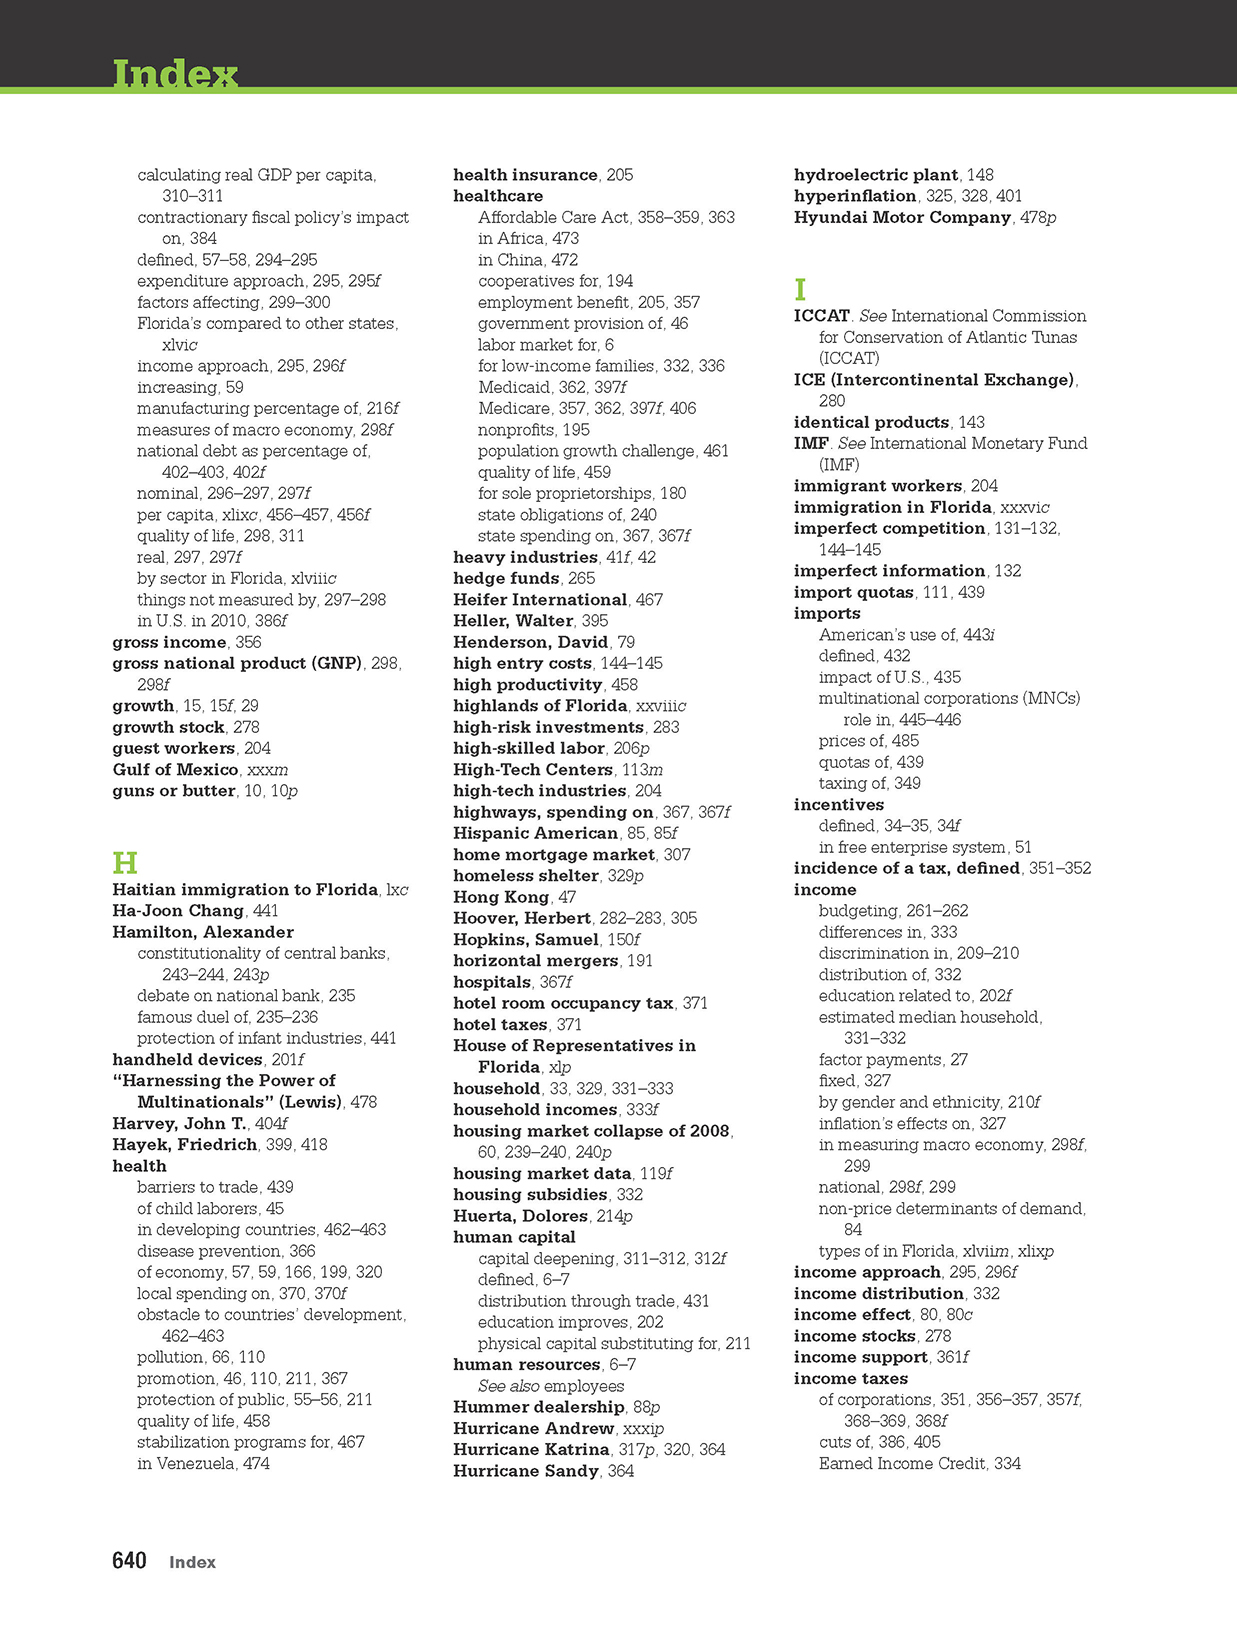 Index
calculating real GDP per capita,
310–311
contractionary fiscal policy’s impact
on, 384
defined, 57–58, 294–295
expenditure approach, 295, 295f
factors affecting, 299–300
Florida’s compared to other states,
xlvic
income approach, 295, 296f
increasing, 59
manufacturing percentage of, 216f
measures of macro economy, 298f
national debt as percentage of,
402–403, 402f
nominal, 296–297, 297f
per capita, xlixc, 456–457, 456f
quality of life, 298, 311
real, 297, 297f
by sector in Florida, xlviiic
things not measured by, 297–298
in U.S. in 2010, 386f
gross income, 356
gross national product (GNP), 298,
298f
growth, 15, 15f, 29
growth stock, 278
guest workers, 204
Gulf of Mexico, xxxm
guns or butter, 10, 10p
H
Haitian immigration to Florida, lxc
Ha-Joon Chang, 441
Hamilton, Alexander
constitutionality of central banks,
243–244, 243p
debate on national bank, 235
famous duel of, 235–236
protection of infant industries, 441
handheld devices, 201f
“Harnessing the Power of
Multinationals” (Lewis), 478
Harvey, John T., 404f
Hayek, Friedrich, 399, 418
health
barriers to trade, 439
of child laborers, 45
in developing countries, 462–463
disease prevention, 366
of economy, 57, 59, 166, 199, 320
local spending on, 370, 370f
obstacle to countries’ development,
462–463
pollution, 66, 110
promotion, 46, 110, 211, 367
protection of public, 55–56, 211
quality of life, 458
stabilization programs for, 467
in Venezuela, 474
health insurance, 205
healthcare
Affordable Care Act, 358–359, 363
in Africa, 473
in China, 472
cooperatives for, 194
employment benefit, 205, 357
government provision of, 46
labor market for, 6
for low-income families, 332, 336
Medicaid, 362, 397f
Medicare, 357, 362, 397f, 406
nonprofits, 195
population growth challenge, 461
quality of life, 459
for sole proprietorships, 180
state obligations of, 240
state spending on, 367, 367f
heavy industries, 41f, 42
hedge funds, 265
Heifer International, 467
Heller, Walter, 395
Henderson, David, 79
high entry costs, 144–145
high productivity, 458
highlands of Florida, xxviiic
high-risk investments, 283
high-skilled labor, 206p
High-Tech Centers, 113m
high-tech industries, 204
highways, spending on, 367, 367f
Hispanic American, 85, 85f
home mortgage market, 307
homeless shelter, 329p
Hong Kong, 47
Hoover, Herbert, 282–283, 305
Hopkins, Samuel, 150f
horizontal mergers, 191
hospitals, 367f
hotel room occupancy tax, 371
hotel taxes, 371
House of Representatives in
Florida, xlp
household, 33, 329, 331–333
household incomes, 333f
housing market collapse of 2008,
60, 239–240, 240p
housing market data, 119f
housing subsidies, 332
Huerta, Dolores, 214p
human capital
capital deepening, 311–312, 312f
defined, 6–7
distribution through trade, 431
education improves, 202
physical capital substituting for, 211
human resources, 6–7
See also employees
Hummer dealership, 88p
Hurricane Andrew, xxxip
Hurricane Katrina, 317p, 320, 364
Hurricane Sandy, 364
hydroelectric plant, 148
hyperinflation, 325, 328, 401
Hyundai Motor Company, 478p
I
ICCAT. See International Commission
for Conservation of Atlantic Tunas
(ICCAT)
ICE (Intercontinental Exchange),
280
identical products, 143
IMF. See International Monetary Fund
(IMF)
immigrant workers, 204
immigration in Florida, xxxvic
imperfect competition, 131–132,
144–145
imperfect information, 132
import quotas, 111, 439
imports
American’s use of, 443i
defined, 432
impact of U.S., 435
multinational corporations (MNCs)
role in, 445–446
prices of, 485
quotas of, 439
taxing of, 349
incentives
defined, 34–35, 34f
in free enterprise system, 51
incidence of a tax, defined, 351–352
income
budgeting, 261–262
differences in, 333
discrimination in, 209–210
distribution of, 332
education related to, 202f
estimated median household,
331–332
factor payments, 27
fixed, 327
by gender and ethnicity, 210f
inflation’s effects on, 327
in measuring macro economy, 298f,
299
national, 298f, 299
non-price determinants of demand,
84
types of in Florida, xlviim, xlixp
income approach, 295, 296f
income distribution, 332
income effect, 80, 80c
income stocks, 278
income support, 361f
income taxes
of corporations, 351, 356–357, 357f,
368–369, 368f
cuts of, 386, 405
Earned Income Credit, 334
640 Index